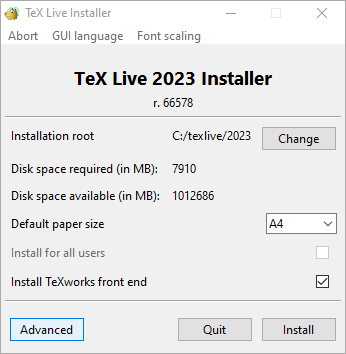 TeX Live Installer
Abort GUI language Font scaling
TeX Live 2023 Installer
r. 66578
Installation root C:/texlive/2023 Change
Disk space required (in MB): 7910
Disk space available (in MB): 1012686
Default paper size A4
Install for all users
Install TeXworks front end
Advanced Quit Install